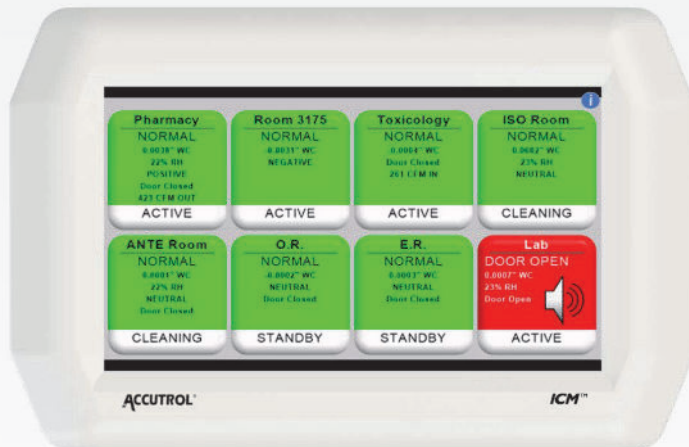 i
Pharmacy
NORMAL
0.0038" WC
22% RH
POSITIVE
Door Closed
423 CFM OUT
ACTIVE
Room 3175
NORMAL
-0.0031" WC
NEGATIVE
ACTIVE
Toxicology
NORMAL
-0.0004" WC
Door Closed
261 CFM IN
ACTIVE
ISO Room
NORMAL
0.0002" WC
23% RH
NEUTRAL
CLEANING
ANTE Room
NORMAL
0.0001" WC
22% RH
NEUTRAL
Door Closed
CLEANING
O.R.
NORMAL
-0.0002" WC
NEUTRAL
Door Closed
STANDBY
E.R.
NORMAL
0.0003" WC
NEUTRAL
Door Closed
STANDBY
Lab
DOOR OPEN
0.0007" WC
23% RH
Door Open
ACTIVE
ACCUTROL®
ICM™